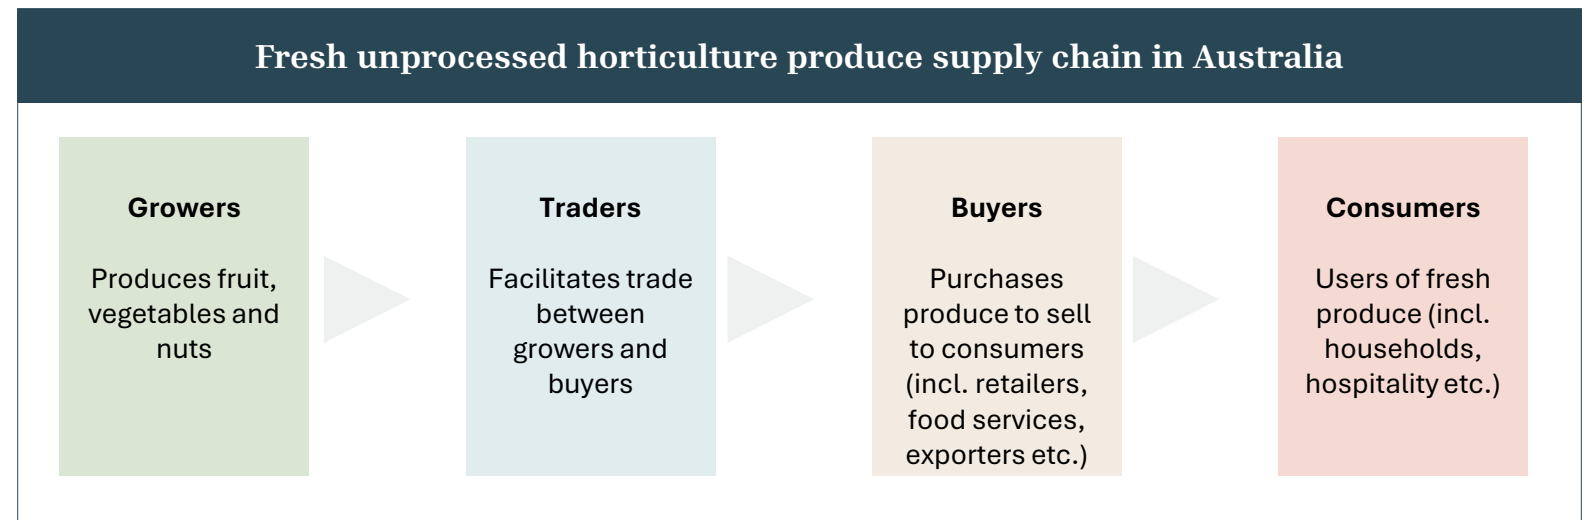 Fresh unprocessed horticulture produce supply chain in Australia
Growers
Produces fruit,
vegetables and
nuts
Traders
Facilitates trade
between
growers and
buyers
Buyers
Purchases
produce to sell
to consumers
(incl. retailers,
food services,
exporters etc.)
Consumers
Users of fresh
produce (incl.
households,
hospitality etc.)